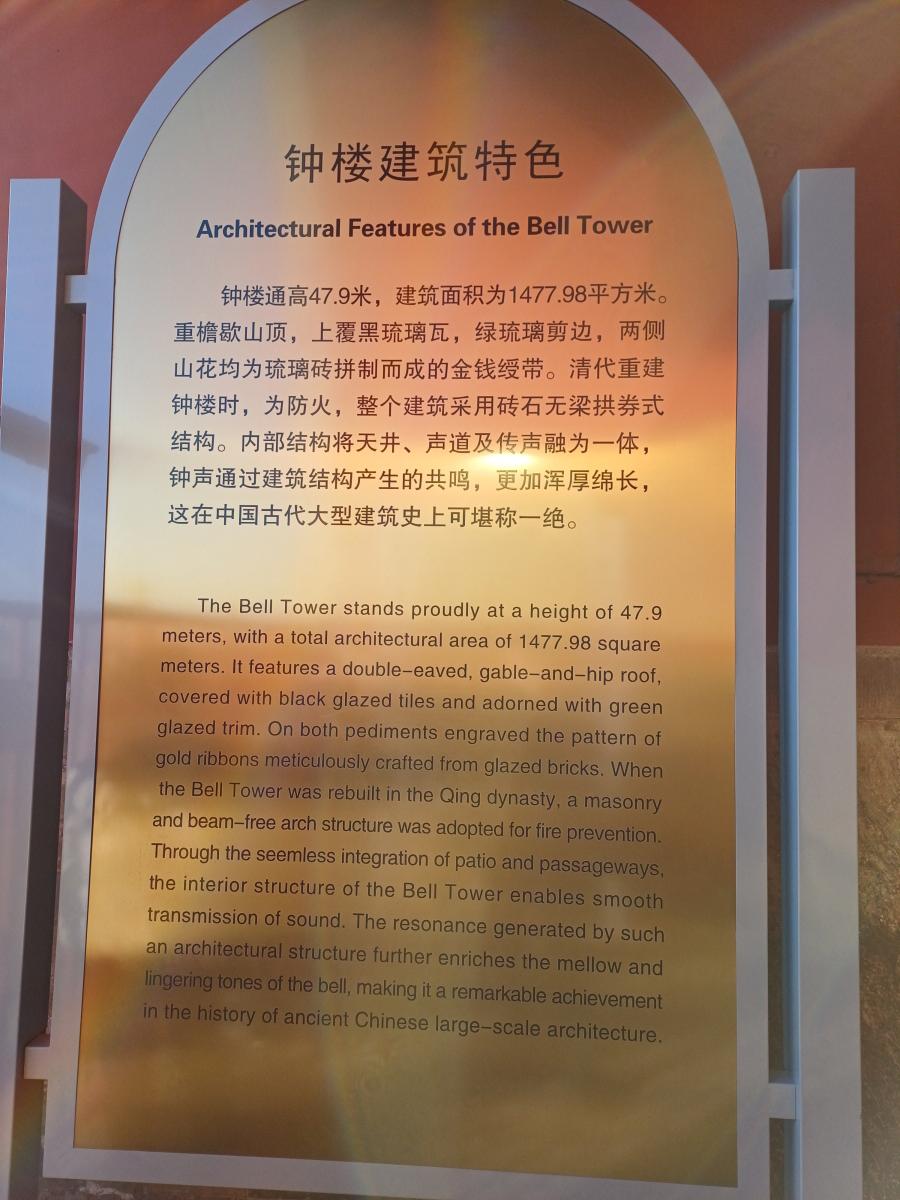 钟楼建筑特色
Architectural Features of the Bell Tower
钟楼通高47.9米，建筑面积为1477.98平方米。
重檐歇山顶，上覆黑琉璃瓦，绿琉璃剪边，两侧
山花均为琉璃砖拼制而成的金钱绶带。清代重建
钟楼时，为防火，整个建筑采用砖石无梁拱券式
结构。内部结构将天井、声道及传声融为一体，
钟声通过建筑结构产生的共鸣，更加浑厚绵长，
这在中国古代大型建筑史上可堪称一绝。
The Bell Tower stands proudly at a height of 47.9
meters, with a total architectural area of 1477.98 square
meters. It features a double-eaved, gable-and-hip roof,
covered with black glazed tiles and adorned with green
glazed trim. On both pediments engraved the pattern of
gold ribbons meticulously crafted from glazed bricks. When
the Bell Tower was rebuilt in the Qing dynasty, a masonry
and beam-free arch structure was adopted for fire prevention.
Through the seemless integration of patio and passageways,
the interior structure of the Bell Tower enables smooth
transmission of sound. The resonance generated by such
an architectural structure further enriches the mellow and
lingering tones of the bell, making it a remarkable achievement
in the history of ancient Chinese large-scale architecture.